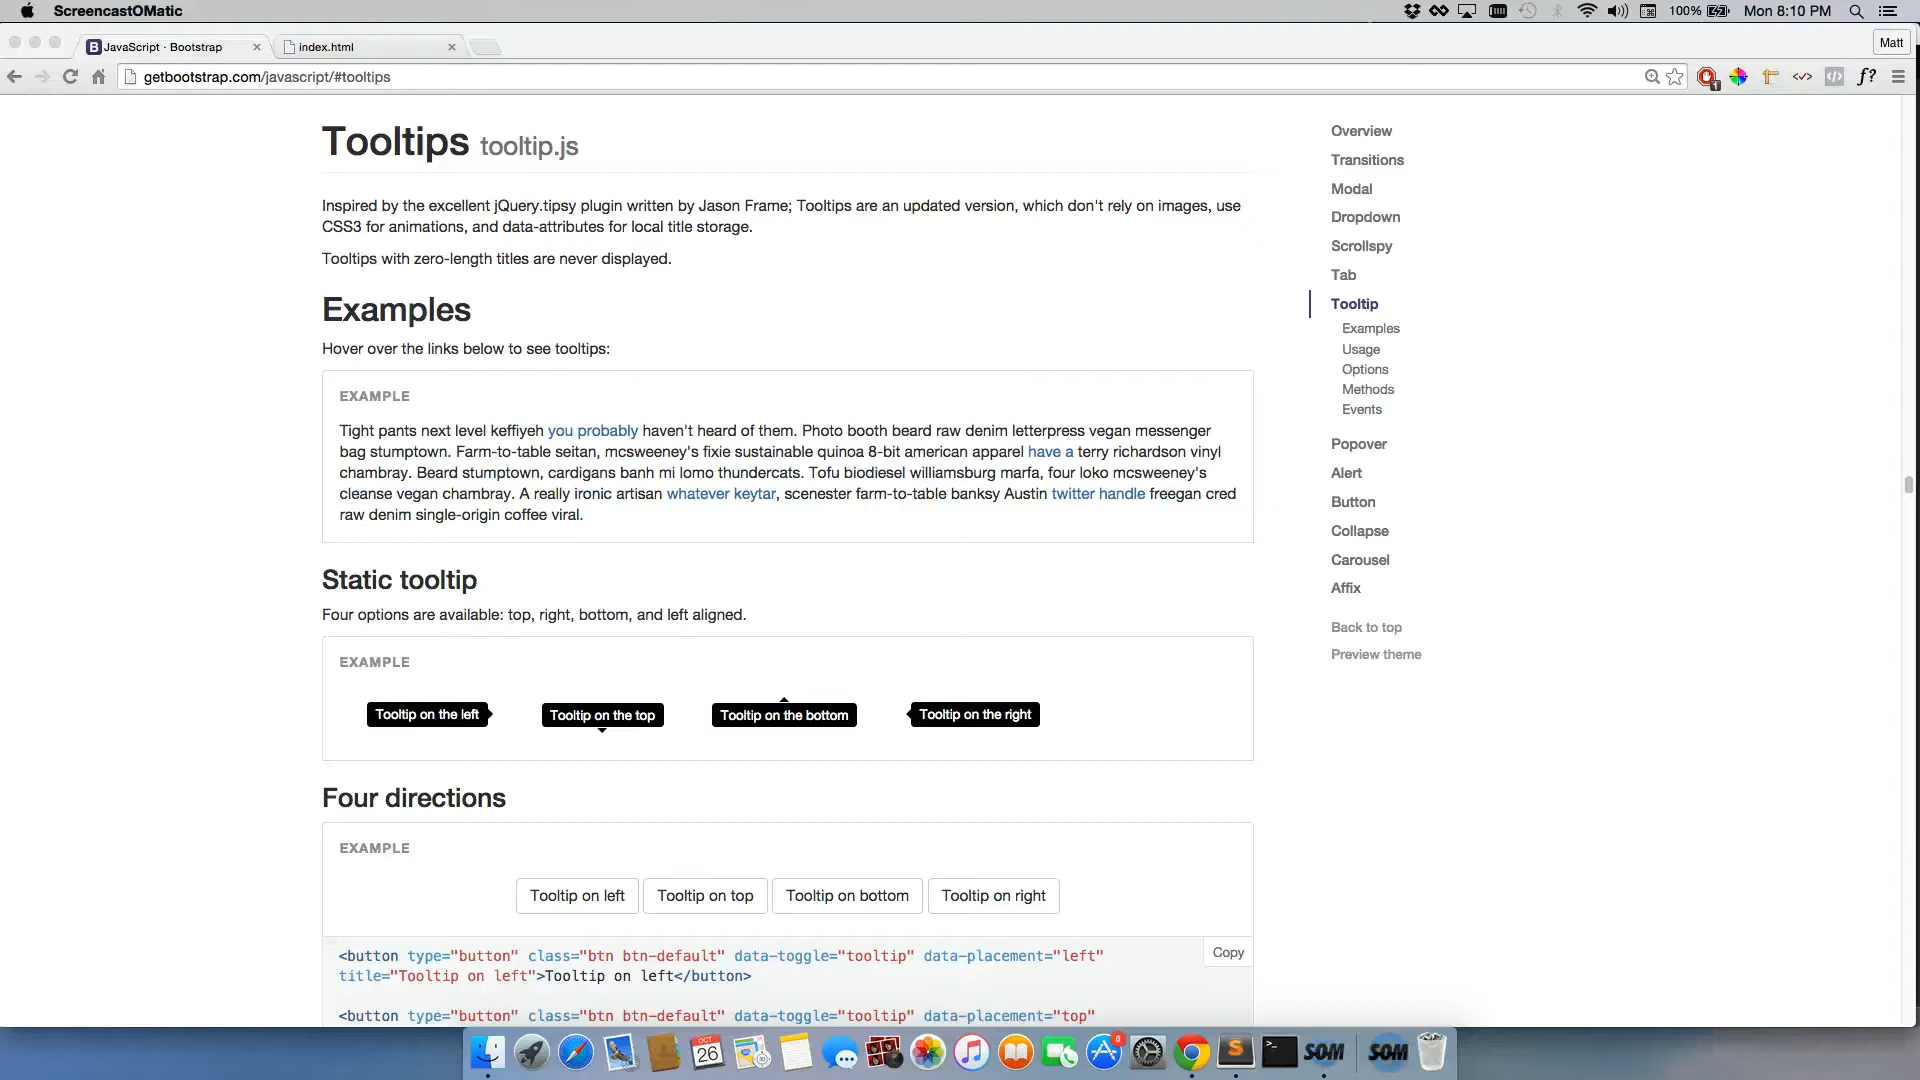 ScreencastOMatic
100%
Mon 8:10 PM
JavaScript · Bootstrap
index.html
Matt
getbootstrap.com/javascript/#tooltips
1
f?
Tooltips tooltip.js
Inspired by the excellent jQuery.tipsy plugin written by Jason Frame; Tooltips are an updated version, which don't rely on images, use
CSS3 for animations, and data-attributes for local title storage.
Tooltips with zero-length titles are never displayed.
Examples
Hover over the links below to see tooltips:
EXAMPLE
Tight pants next level keffiyeh you probably haven't heard of them. Photo booth beard raw denim letterpress vegan messenger
bag stumptown. Farm-to-table seitan, mcsweeney's fixie sustainable quinoa 8-bit american apparel have a terry richardson vinyl
chambray. Beard stumptown, cardigans banh mi lomo thundercats. Tofu biodiesel williamsburg marfa, four loko mcsweeney's
cleanse vegan chambray. A really ironic artisan whatever keytar, scenester farm-to-table banksy Austin twitter handle freegan cred
raw denim single-origin coffee viral.
Static tooltip
Four options are available: top, right, bottom, and left aligned.
EXAMPLE
Tooltip on the left
Tooltip on the top
Tooltip on the bottom
Tooltip on the right
Four directions
EXAMPLE
Tooltip on left
Tooltip on top
Tooltip on bottom
Tooltip on right
Copy
<button type="button" class="btn btn-default" data-toggle="tooltip" data-placement="left"
title="Tooltip on left">Tooltip on left</button>
<button type="button" class="btn btn-default" data-toggle="tooltip" data-placement="top"
Overview
Transitions
Modal
Dropdown
Scrollspy
Tab
Tooltip
Examples
Usage
Options
Methods
Events
Popover
Alert
Button
Collapse
Carousel
Affix
Back to top
Preview theme
OCT
26
8
S
SOM
SOM